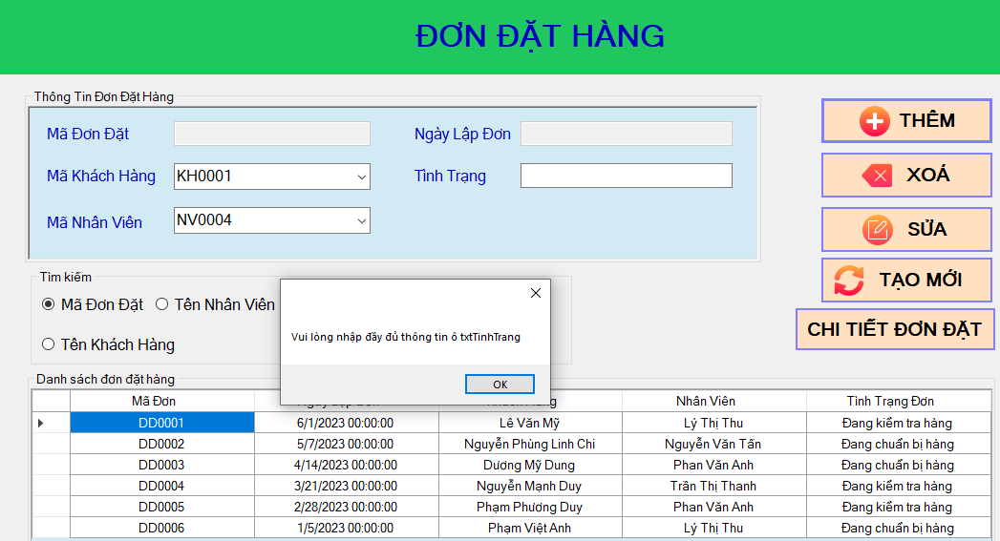 ĐƠN ĐẶT HÀNG
Thông Tin Đơn Đặt Hàng
Mã Đơn Đặt
Ngày Lập Đơn
Mã Khách Hàng KH0001
Tình Trạng
Mã Nhân Viên NV0004
THÊM
XOÁ
SỬA
TẠO MỚI
CHI TIẾT ĐƠN ĐẶT
Tìm kiếm
Mã Đơn Đặt Tên Nhân Viên
Tên Khách Hàng
Vui lòng nhập đầy đủ thông tin ô txtTinhTrang
OK
Danh sách đơn đặt hàng
Mã Đơn Nhân Viên Tình Trạng Đơn
DD0001 6/1/2023 00:00:00 Lê Văn Mỹ Lý Thị Thu Đang kiểm tra hàng
DD0002 5/7/2023 00:00:00 Nguyễn Phùng Linh Chi Nguyễn Văn Tấn Đang chuẩn bị hàng
DD0003 4/14/2023 00:00:00 Dương Mỹ Dung Phan Văn Anh Đang chuẩn bị hàng
DD0004 3/21/2023 00:00:00 Nguyễn Mạnh Duy Trần Thị Thanh Đang kiểm tra hàng
DD0005 2/28/2023 00:00:00 Phạm Phương Duy Phan Văn Anh Đang kiểm tra hàng
DD0006 1/5/2023 00:00:00 Phạm Việt Anh Lý Thị Thu Đang chuẩn bị hàng